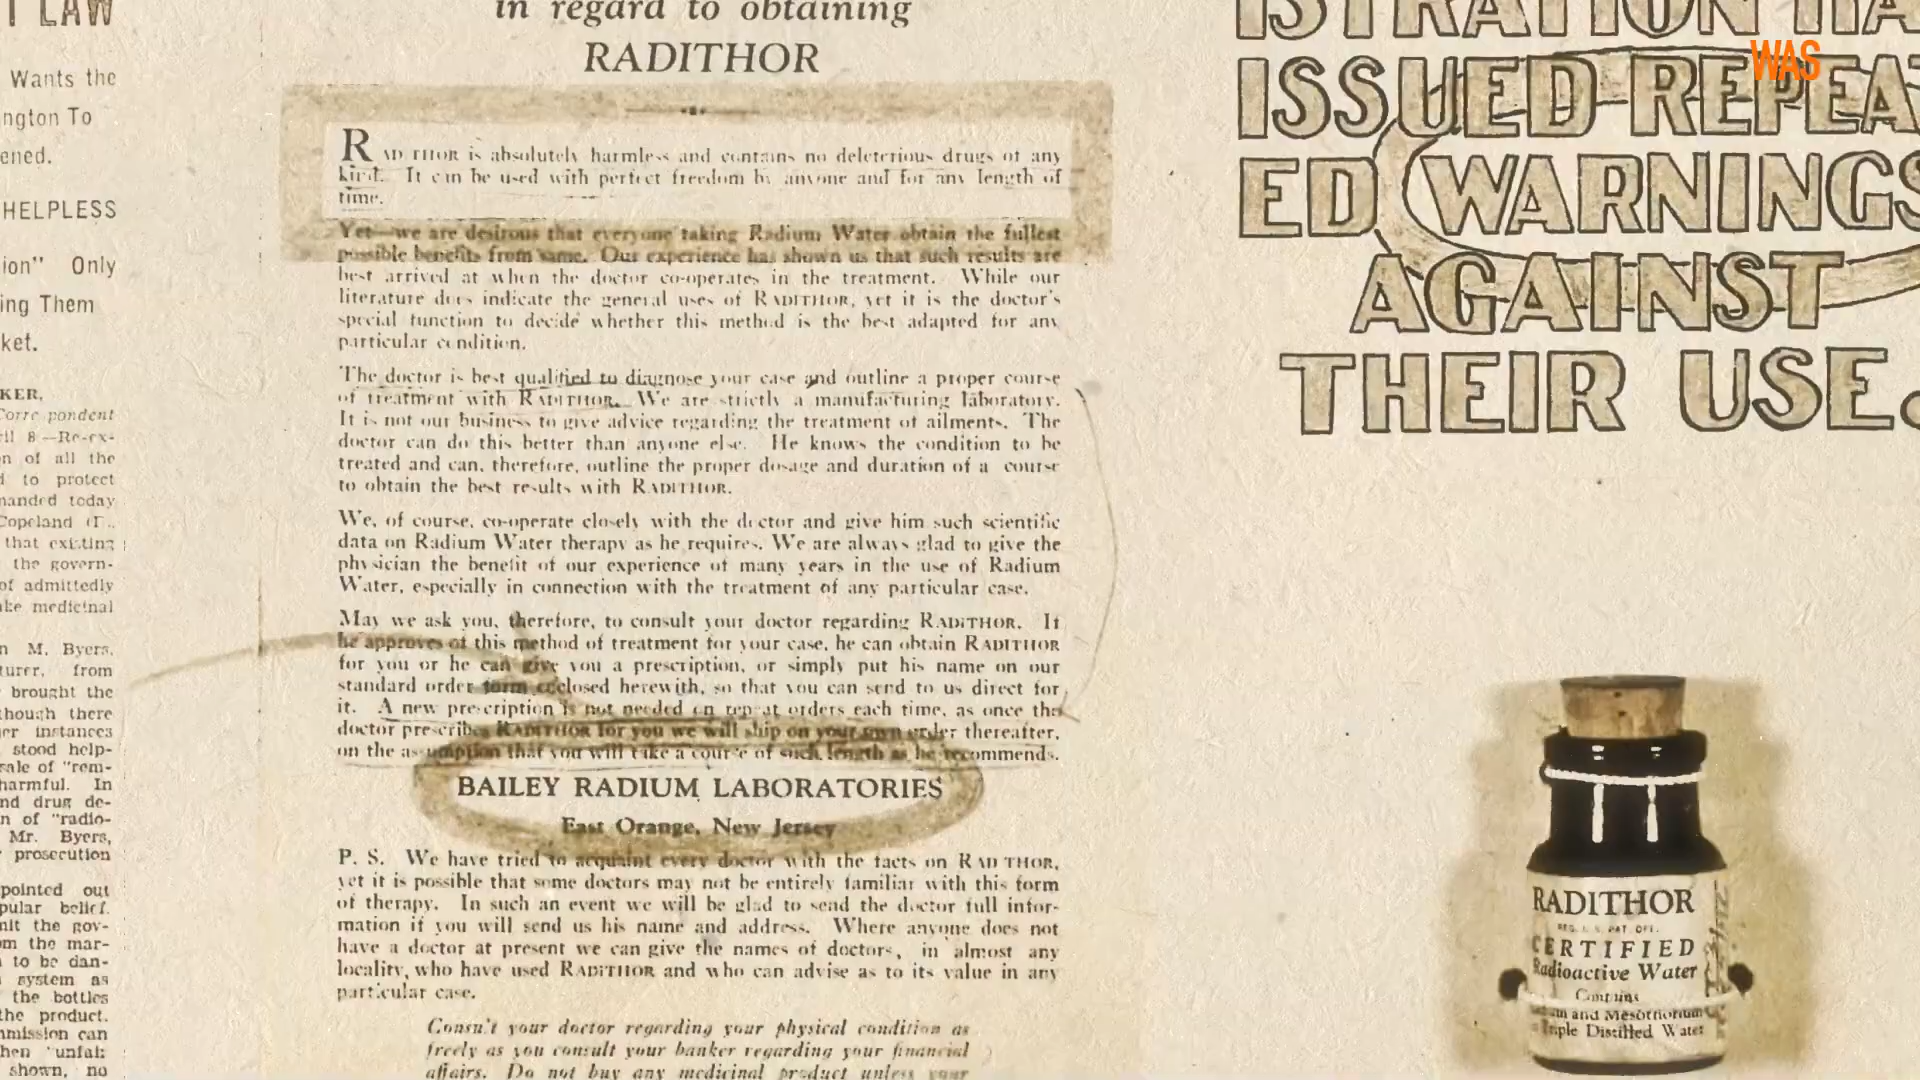 T LAW
Wants the
ngton To
ened.
HELPLESS
ion" Only
ing Them
ket.
KER,
Corre pondent
il 8—Re-ex-
n of all the
d to protect
manded today
Copeland (D.,
that existing
the govern-
of admittedly
ake medicinal
n M. Byers,
turer, from
brought the
though there
er instances
stood help-
sale of "rem-
harmful. In
nd drug de-
n of "radio-
Mr. Byers,
prosecution
pointed out
pular belief.
mit the gov-
om the mar-
to be dan-
system as
the bottles
the product.
mmission can
hen "unfair
shown, no
in regard to obtaining
RADITHOR
RADITHOR is absolutely harmless and contains no deleterious drugs of any
kind. It can be used with perfect freedom by anyone and for any length of
time.
Yet—we are desirous that everyone taking Radium Water obtain the fullest
possible benefits from same. Our experience has shown us that such results are
best arrived at when the doctor co-operates in the treatment. While our
literature does indicate the general uses of RADITHOR, yet it is the doctor's
special function to decide whether this method is the best adapted for any
particular condition.
The doctor is best qualified to diagnose your case and outline a proper course
of treatment with RADITHOR. We are strictly a manufacturing laboratory.
It is not our business to give advice regarding the treatment of ailments. The
doctor can do this better than anyone else. He knows the condition to be
treated and can, therefore, outline the proper dosage and duration of a course
to obtain the best results with RADITHOR.
We, of course, co-operate closely with the doctor and give him such scientific
data on Radium Water therapy as he requires. We are always glad to give the
physician the benefit of our experience of many years in the use of Radium
Water, especially in connection with the treatment of any particular case.
May we ask you, therefore, to consult your doctor regarding RADITHOR. If
he approves of this method of treatment for your case, he can obtain RADITHOR
for you or he can give you a prescription, or simply put his name on our
standard order form enclosed herewith, so that you can send to us direct for
it. A new prescription is not needed on repeat orders each time, as once the
doctor prescribes RADITHOR for you we will ship on your own order thereafter,
on the assumption that you will take a course of such length as he recommends.
BAILEY RADIUM LABORATORIES
East Orange, New Jersey
P. S. We have tried to acquaint every doctor with the facts on RADITHOR,
yet it is possible that some doctors may not be entirely familiar with this form
of therapy. In such an event we will be glad to send the doctor full infor-
mation if you will send us his name and address. Where anyone does not
have a doctor at present we can give the names of doctors, in almost any
locality, who have used RADITHOR and who can advise as to its value in any
particular case.
Consult your doctor regarding your physical condition as
freely as you consult your banker regarding your financial
affairs. Do not buy any medicinal product unless your
ISTRATION HA
ISSUED REPEAT
ED WARNINGS
AGAINST
THEIR USE.
WAS
RADITHOR
REG. U.S. PAT. OFF.
CERTIFIED
Radioactive Water
Contains
and Mesothorium
Triple Distilled Water